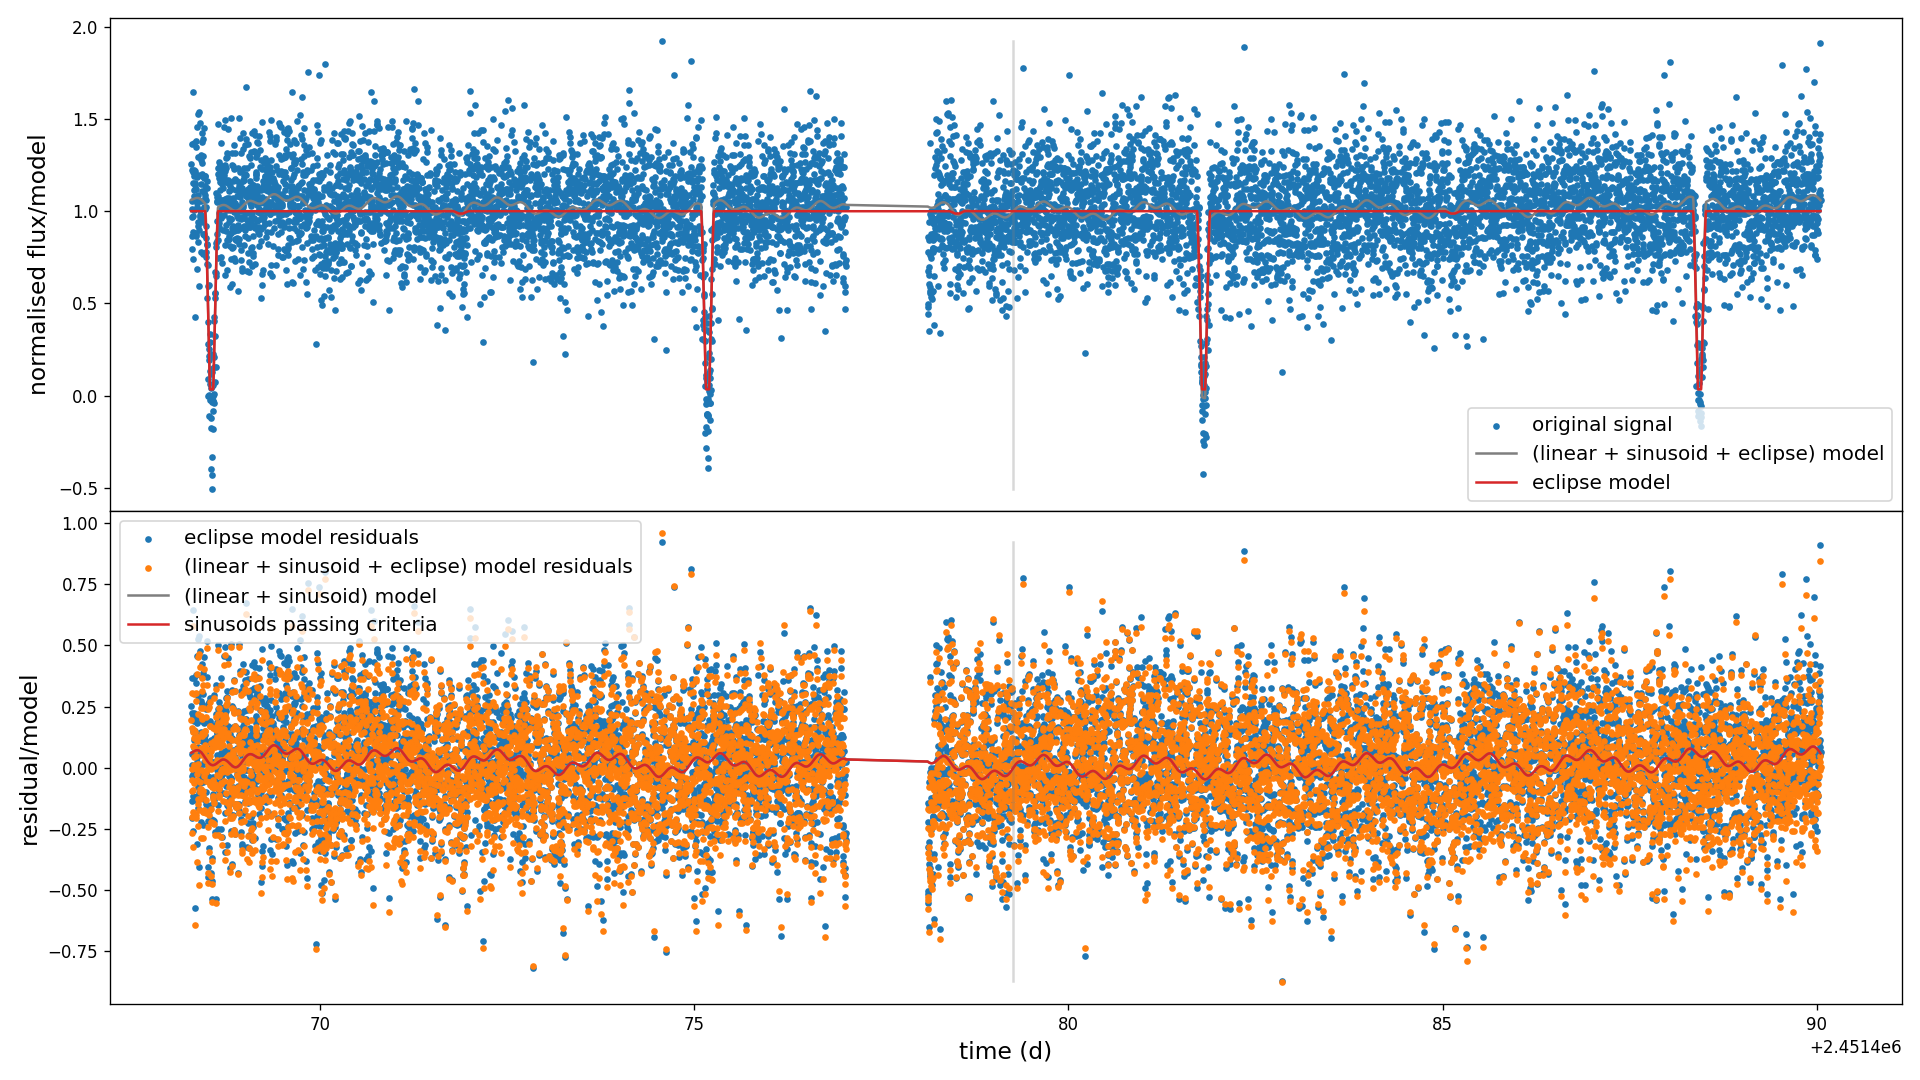 2.0
1.5
1.0
0.5
0.0
−0.5
normalised flux/model
original signal
(linear + sinusoid + eclipse) model
eclipse model
1.00
0.75
0.50
0.25
0.00
−0.25
−0.50
−0.75
residual/model
eclipse model residuals
(linear + sinusoid + eclipse) model residuals
(linear + sinusoid) model
sinusoids passing criteria
70
75
80
85
90
time (d)
+2.4514e6